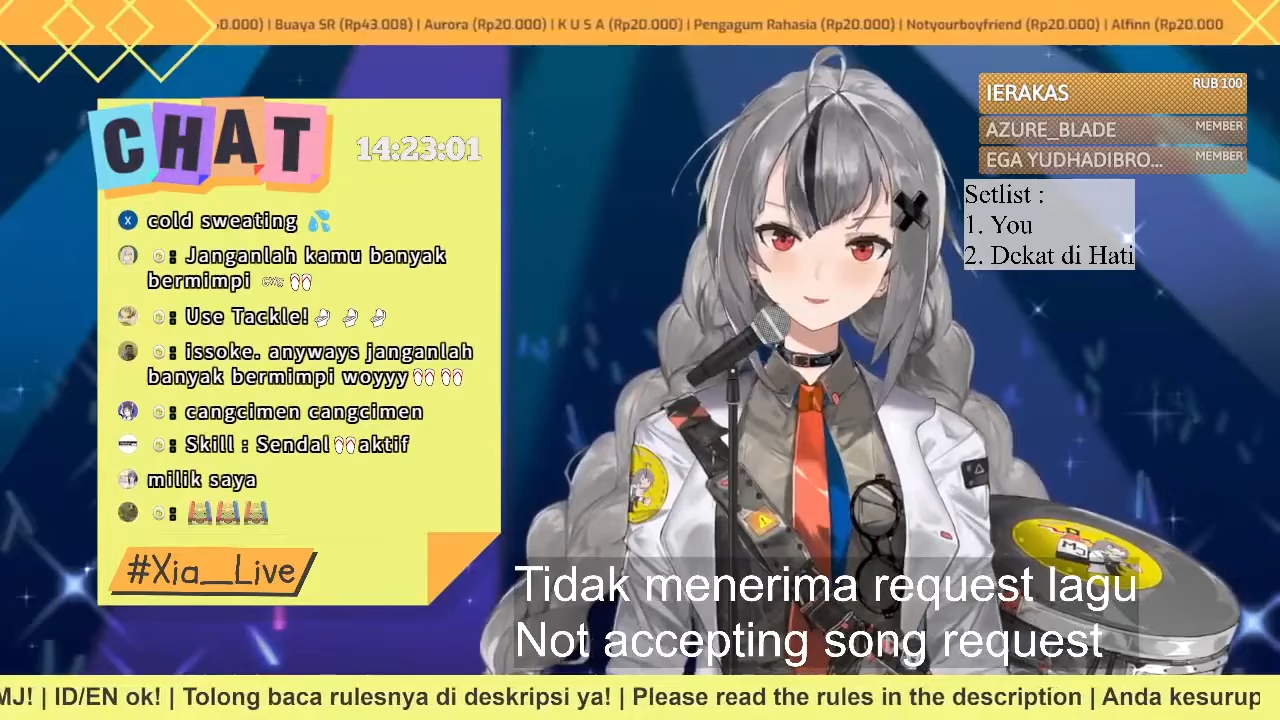 0.000) | Buaya SR (Rp43.008) | Aurora (Rp20.000) | K U S A (Rp20.000) | Pengagum Rahasia (Rp20.000) | Notyourboyfriend (Rp20.000) | Alfinn (Rp20.000
CHAT
14:23:01
cold sweating
: Janganlah kamu banyak
bermimpi
: Use Tackle!
: issoke. anyways janganlah
banyak bermimpi woyyy
: cangcimen cangcimen
: Skill : Sendal aktif
milik saya
:
#Xia_Live
IERAKAS RUB 100
AZURE_BLADE MEMBER
EGA YUDHADIBRO... MEMBER
Setlist :
1. You
2. Dekat di Hati
MJ
Tidak menerima request lagu
Not accepting song request
MJ! | ID/EN ok! | Tolong baca rulesnya di deskripsi ya! | Please read the rules in the description | Anda kesurup